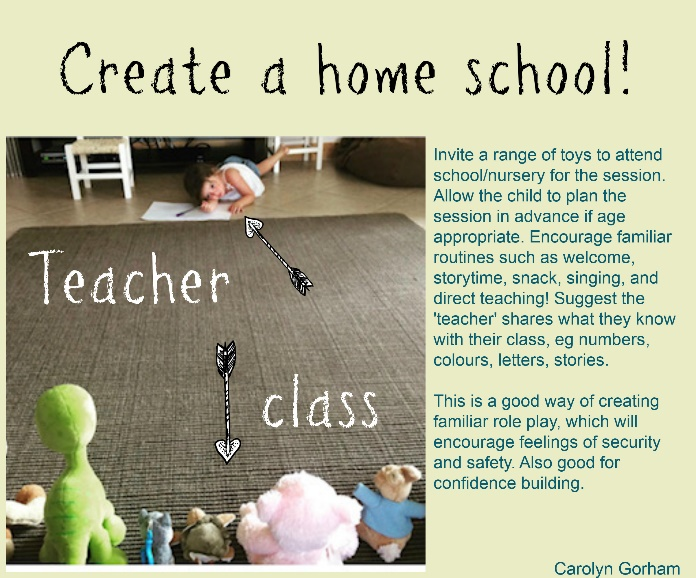 Create a home school!
Invite a range of toys to attend
school/nursery for the session.
Allow the child to plan the
session in advance if age
appropriate. Encourage familiar
routines such as welcome,
storytime, snack, singing, and
direct teaching! Suggest the
'teacher' shares what they know
with their class, eg numbers,
colours, letters, stories.
This is a good way of creating
familiar role play, which will
encourage feelings of security
and safety. Also good for
confidence building.
Carolyn Gorham
Teacher
class